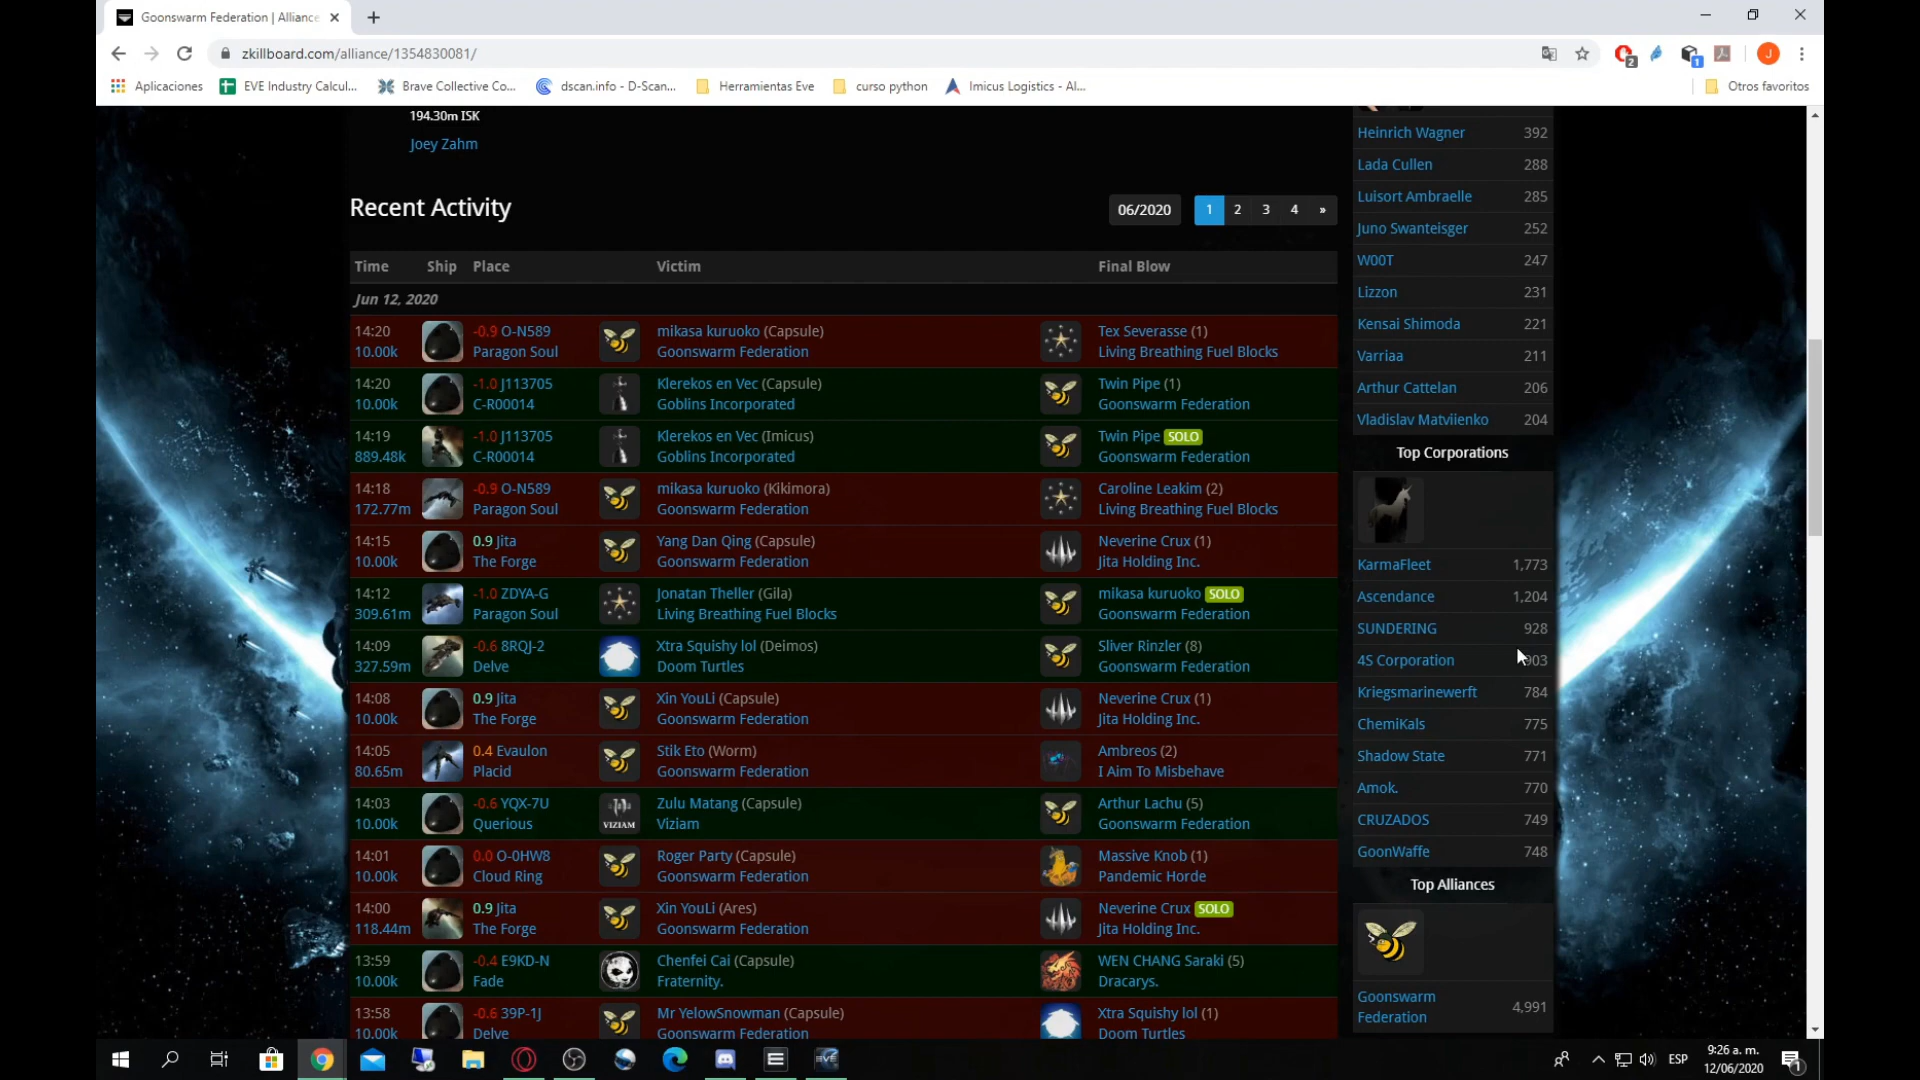 Goonswarm Federation | Alliance
zkillboard.com/alliance/1354830081/
Aplicaciones EVE Industry Calcul... Brave Collective Co... dscan.info - D-Scan... Herramientas Eve curso python Imicus Logistics - Al... Otros favoritos
194.30m ISK
Joey Zahm
Recent Activity
06/2020 1 2 3 4 »
Time Ship Place Victim Final Blow
Jun 12, 2020
14:20 -0.9 O-N589 mikasa kuruoko (Capsule) Tex Severasse (1)
10.00k Paragon Soul Goonswarm Federation Living Breathing Fuel Blocks
14:20 -1.0 J113705 Klerekos en Vec (Capsule) Twin Pipe (1)
10.00k C-R00014 Goblins Incorporated Goonswarm Federation
14:19 -1.0 J113705 Klerekos en Vec (Imicus) Twin Pipe SOLO
889.48k C-R00014 Goblins Incorporated Goonswarm Federation
14:18 -0.9 O-N589 mikasa kuruoko (Kikimora) Caroline Leakim (2)
172.77m Paragon Soul Goonswarm Federation Living Breathing Fuel Blocks
14:15 0.9 Jita Yang Dan Qing (Capsule) Neverine Crux (1)
10.00k The Forge Goonswarm Federation Jita Holding Inc.
14:12 -1.0 ZDYA-G Jonatan Theller (Gila) mikasa kuruoko SOLO
309.61m Paragon Soul Living Breathing Fuel Blocks Goonswarm Federation
14:09 -0.6 8RQJ-2 Xtra Squishy lol (Deimos) Sliver Rinzler (8)
327.59m Delve Doom Turtles Goonswarm Federation
14:08 0.9 Jita Xin YouLi (Capsule) Neverine Crux (1)
10.00k The Forge Goonswarm Federation Jita Holding Inc.
14:05 0.4 Evaulon Stik Eto (Worm) Ambreos (2)
80.65m Placid Goonswarm Federation I Aim To Misbehave
14:03 -0.6 YQX-7U Zulu Matang (Capsule) Arthur Lachu (5)
10.00k Querious VIZIAM Viziam Goonswarm Federation
14:01 0.0 O-0HW8 Roger Party (Capsule) Massive Knob (1)
10.00k Cloud Ring Goonswarm Federation Pandemic Horde
14:00 0.9 Jita Xin YouLi (Ares) Neverine Crux SOLO
118.44m The Forge Goonswarm Federation Jita Holding Inc.
13:59 -0.4 E9KD-N Chenfei Cai (Capsule) WEN CHANG Saraki (5)
10.00k Fade Fraternity. Dracarys.
13:58 -0.6 39P-1J Mr YelowSnowman (Capsule) Xtra Squishy lol (1)
10.00k Delve Goonswarm Federation Doom Turtles
Heinrich Wagner 392
Lada Cullen 288
Luisort Ambraelle 285
Juno Swanteisger 252
W00T 247
Lizzon 231
Kensai Shimoda 221
Varriaa 211
Arthur Cattelan 206
Vladislav Matviienko 204
Top Corporations
KarmaFleet 1,773
Ascendance 1,204
SUNDERING 928
4S Corporation
Kriegsmarinewerft 784
ChemiKals 775
Shadow State 771
Amok. 770
CRUZADOS 749
GoonWaffe 748
Top Alliances
Goonswarm
Federation 4,991
ESP
9:26 a. m.
12/06/2020